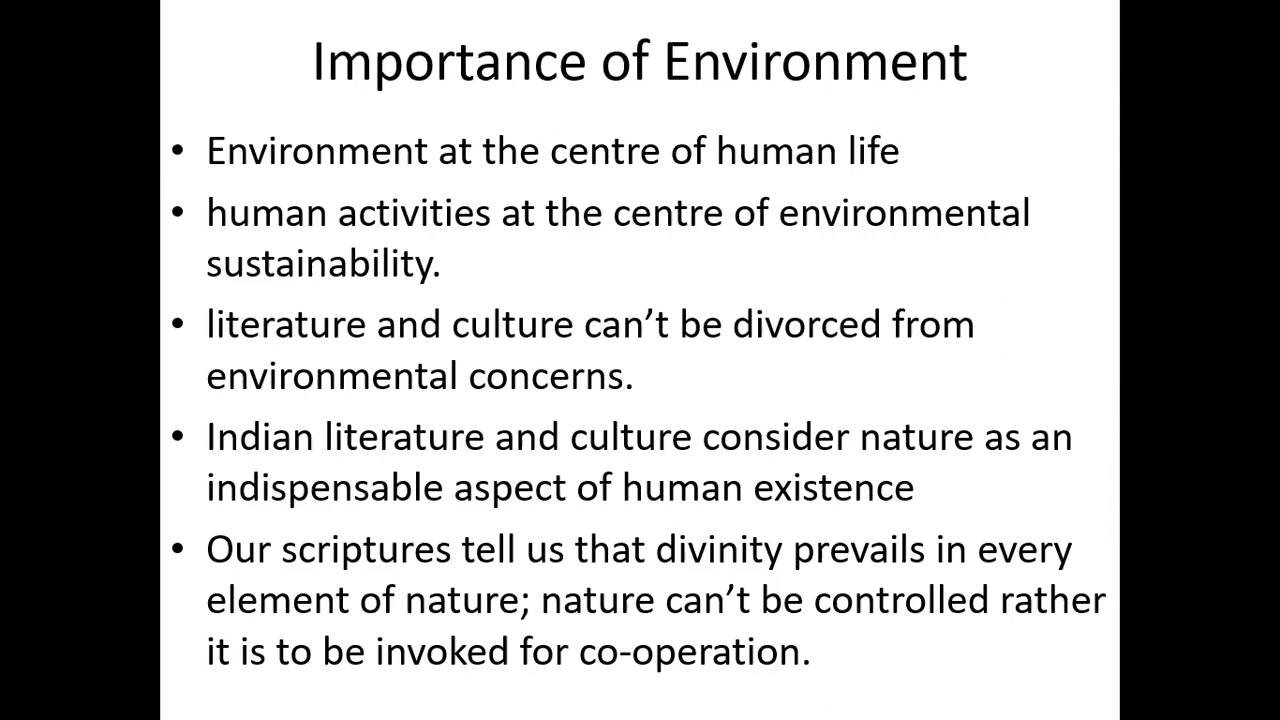 Importance of Environment
• Environment at the centre of human life
• human activities at the centre of environmental
sustainability.
• literature and culture can’t be divorced from
environmental concerns.
• Indian literature and culture consider nature as an
indispensable aspect of human existence
• Our scriptures tell us that divinity prevails in every
element of nature; nature can’t be controlled rather
it is to be invoked for co-operation.